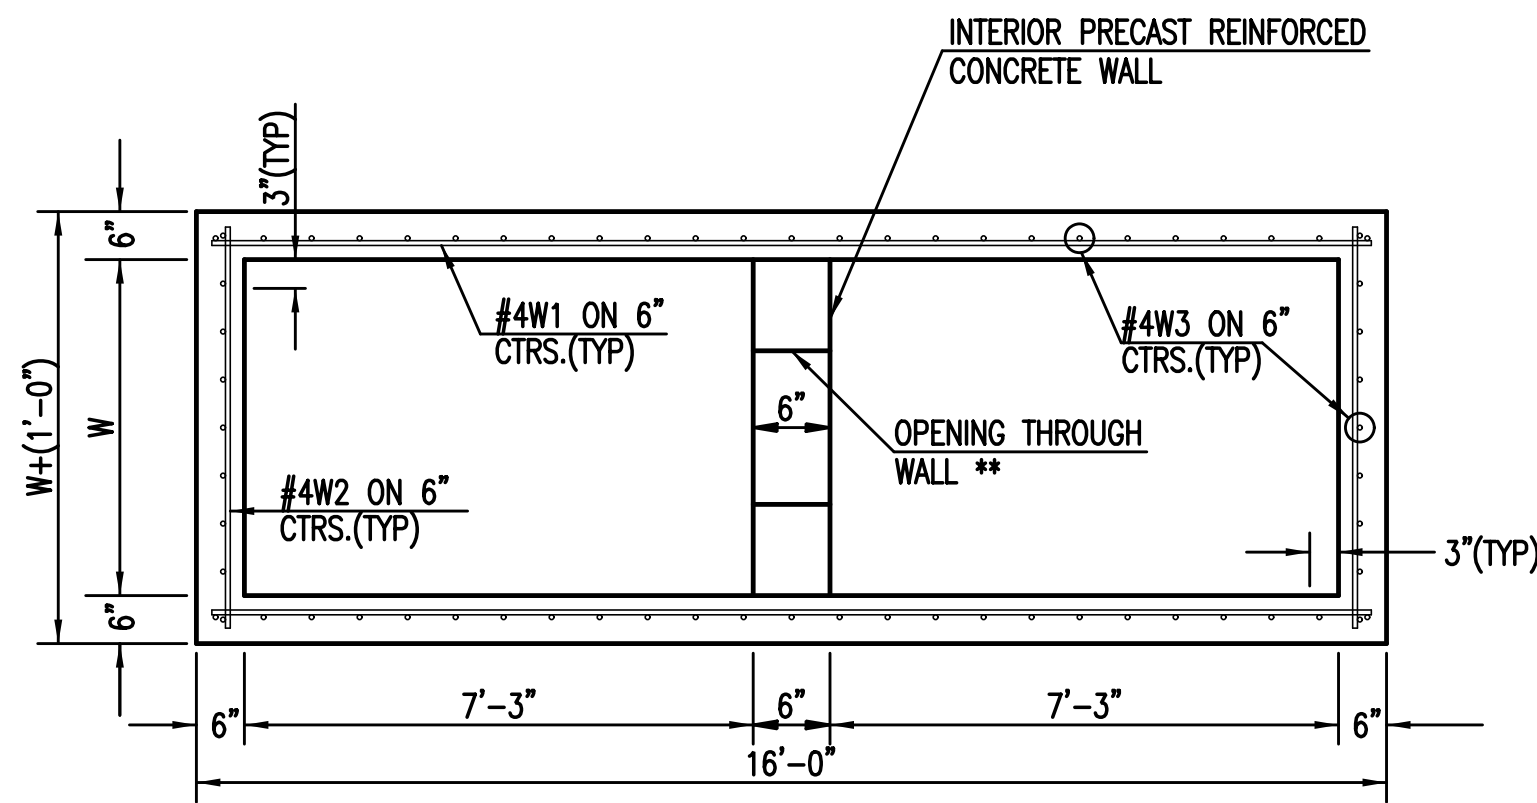 INTERIOR PRECAST REINFORCED
CONCRETE WALL
3"(TYP)
6"
#4W1 ON 6"
CTRS.(TYP)
#4W3 ON 6"
CTRS.(TYP)
W+(1'-0")
W
6"
OPENING THROUGH
WALL **
#4W2 ON 6"
CTRS.(TYP)
3"(TYP)
6"
6"
7'-3"
6"
7'-3"
6"
16'-0"